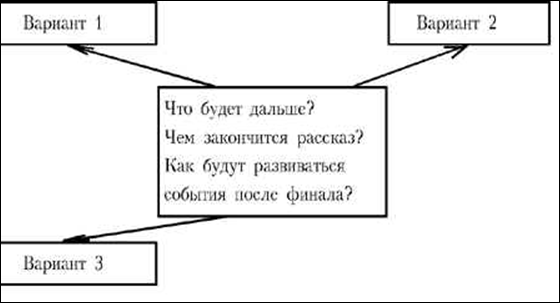 Вариант 1
Вариант 2
Что будет дальше?
Чем закончится рассказ?
Как будут развиваться
события после финала?
Вариант 3